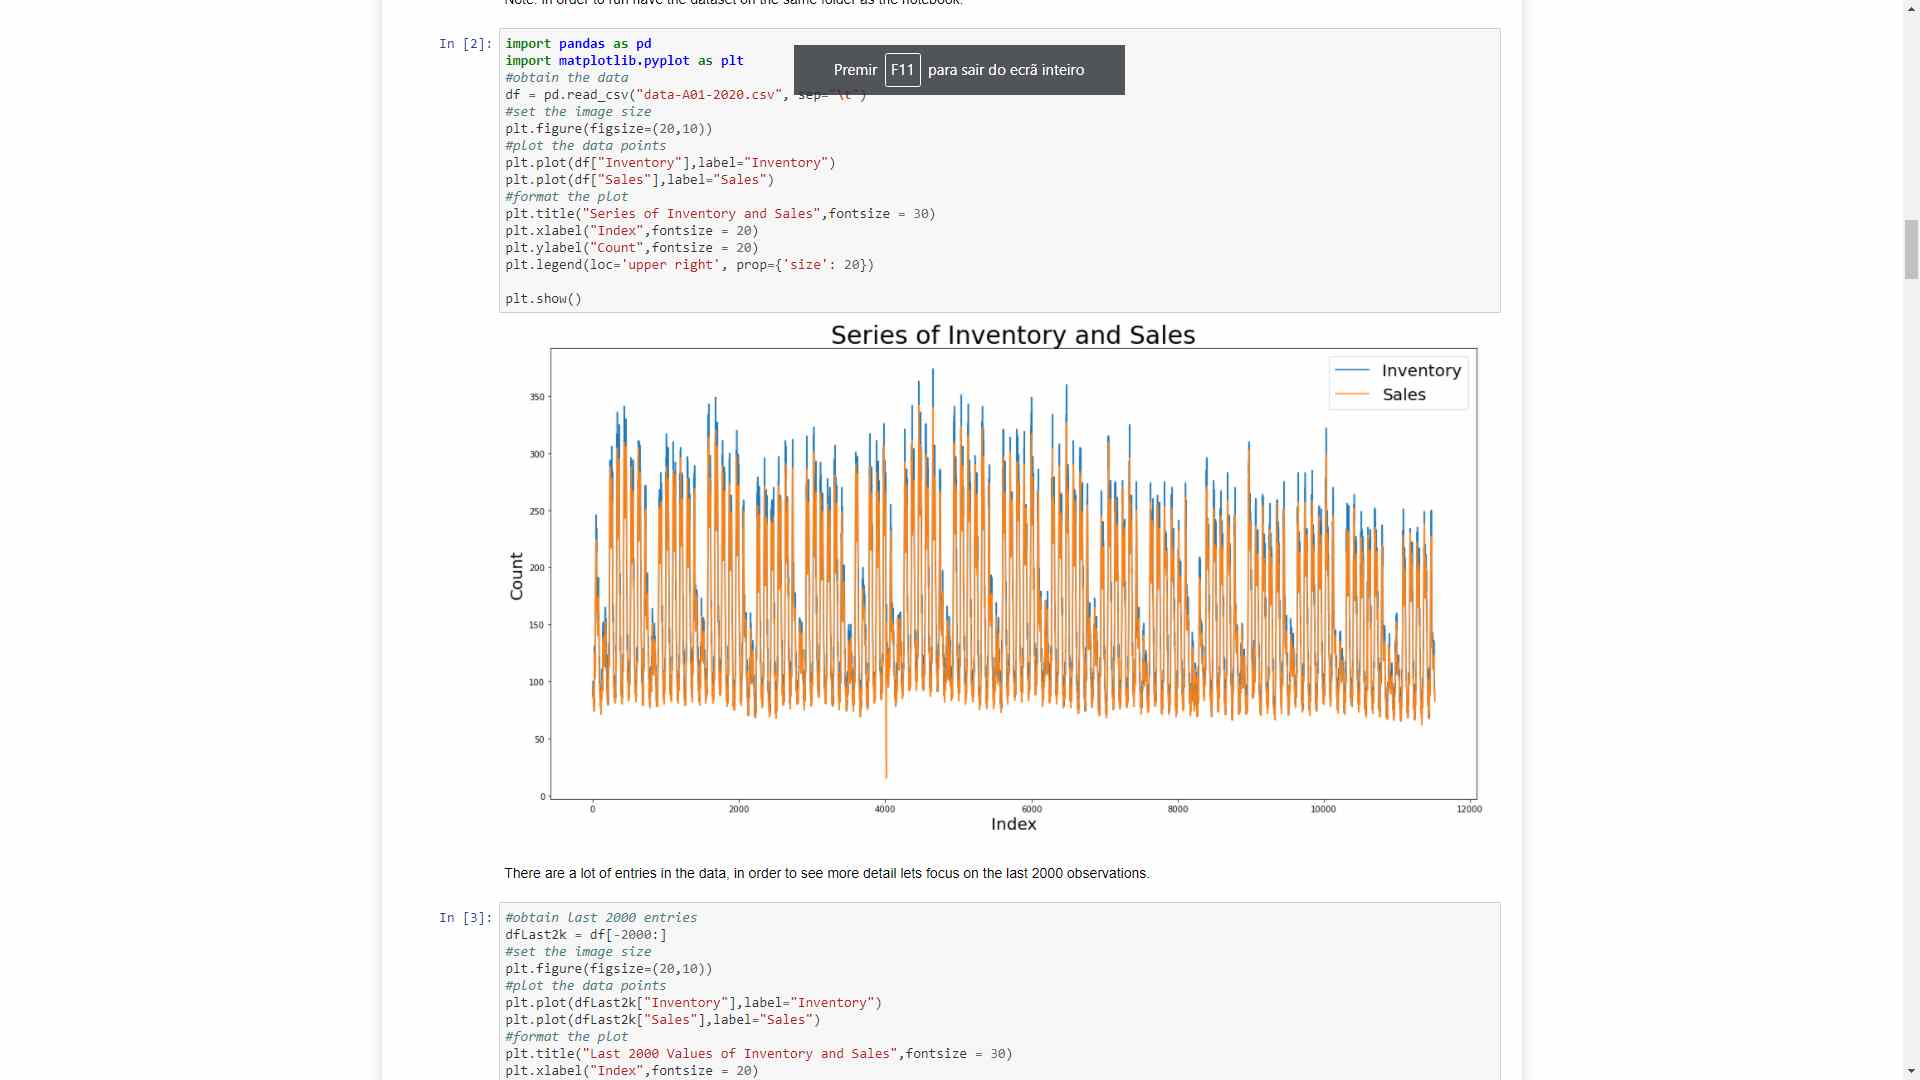 Note: In order to run have the dataset on the same folder as the notebook.
In [2]:
import pandas as pd
import matplotlib.pyplot as plt
#obtain the data
df = pd.read_csv("data-A01-2020.csv", sep="\t")
#set the image size
plt.figure(figsize=(20,10))
#plot the data points
plt.plot(df["Inventory"],label="Inventory")
plt.plot(df["Sales"],label="Sales")
#format the plot
plt.title("Series of Inventory and Sales",fontsize = 30)
plt.xlabel("Index",fontsize = 20)
plt.ylabel("Count",fontsize = 20)
plt.legend(loc='upper right', prop={'size': 20})
plt.show()
Premir F11 para sair do ecrã inteiro
Series of Inventory and Sales
Inventory
Sales
Count
350
300
250
200
150
100
50
0
0 2000 4000 6000 8000 10000 12000
Index
There are a lot of entries in the data, in order to see more detail lets focus on the last 2000 observations.
In [3]:
#obtain last 2000 entries
dfLast2k = df[-2000:]
#set the image size
plt.figure(figsize=(20,10))
#plot the data points
plt.plot(dfLast2k["Inventory"],label="Inventory")
plt.plot(dfLast2k["Sales"],label="Sales")
#format the plot
plt.title("Last 2000 Values of Inventory and Sales",fontsize = 30)
plt.xlabel("Index",fontsize = 20)